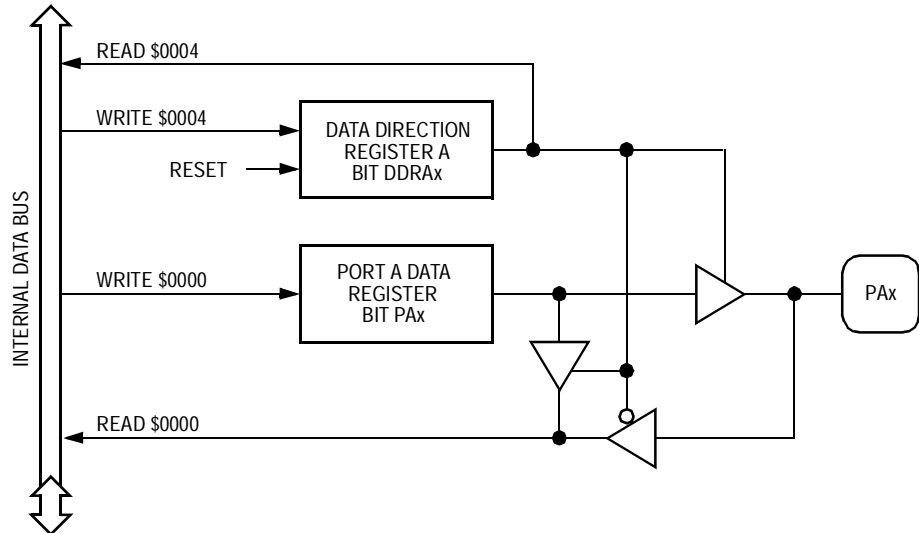 READ $0004
WRITE $0004
DATA DIRECTION
REGISTER A
BIT DDRAx
RESET
INTERNAL DATA BUS
WRITE $0000
PORT A DATA
REGISTER
BIT PAx
PAx
READ $0000